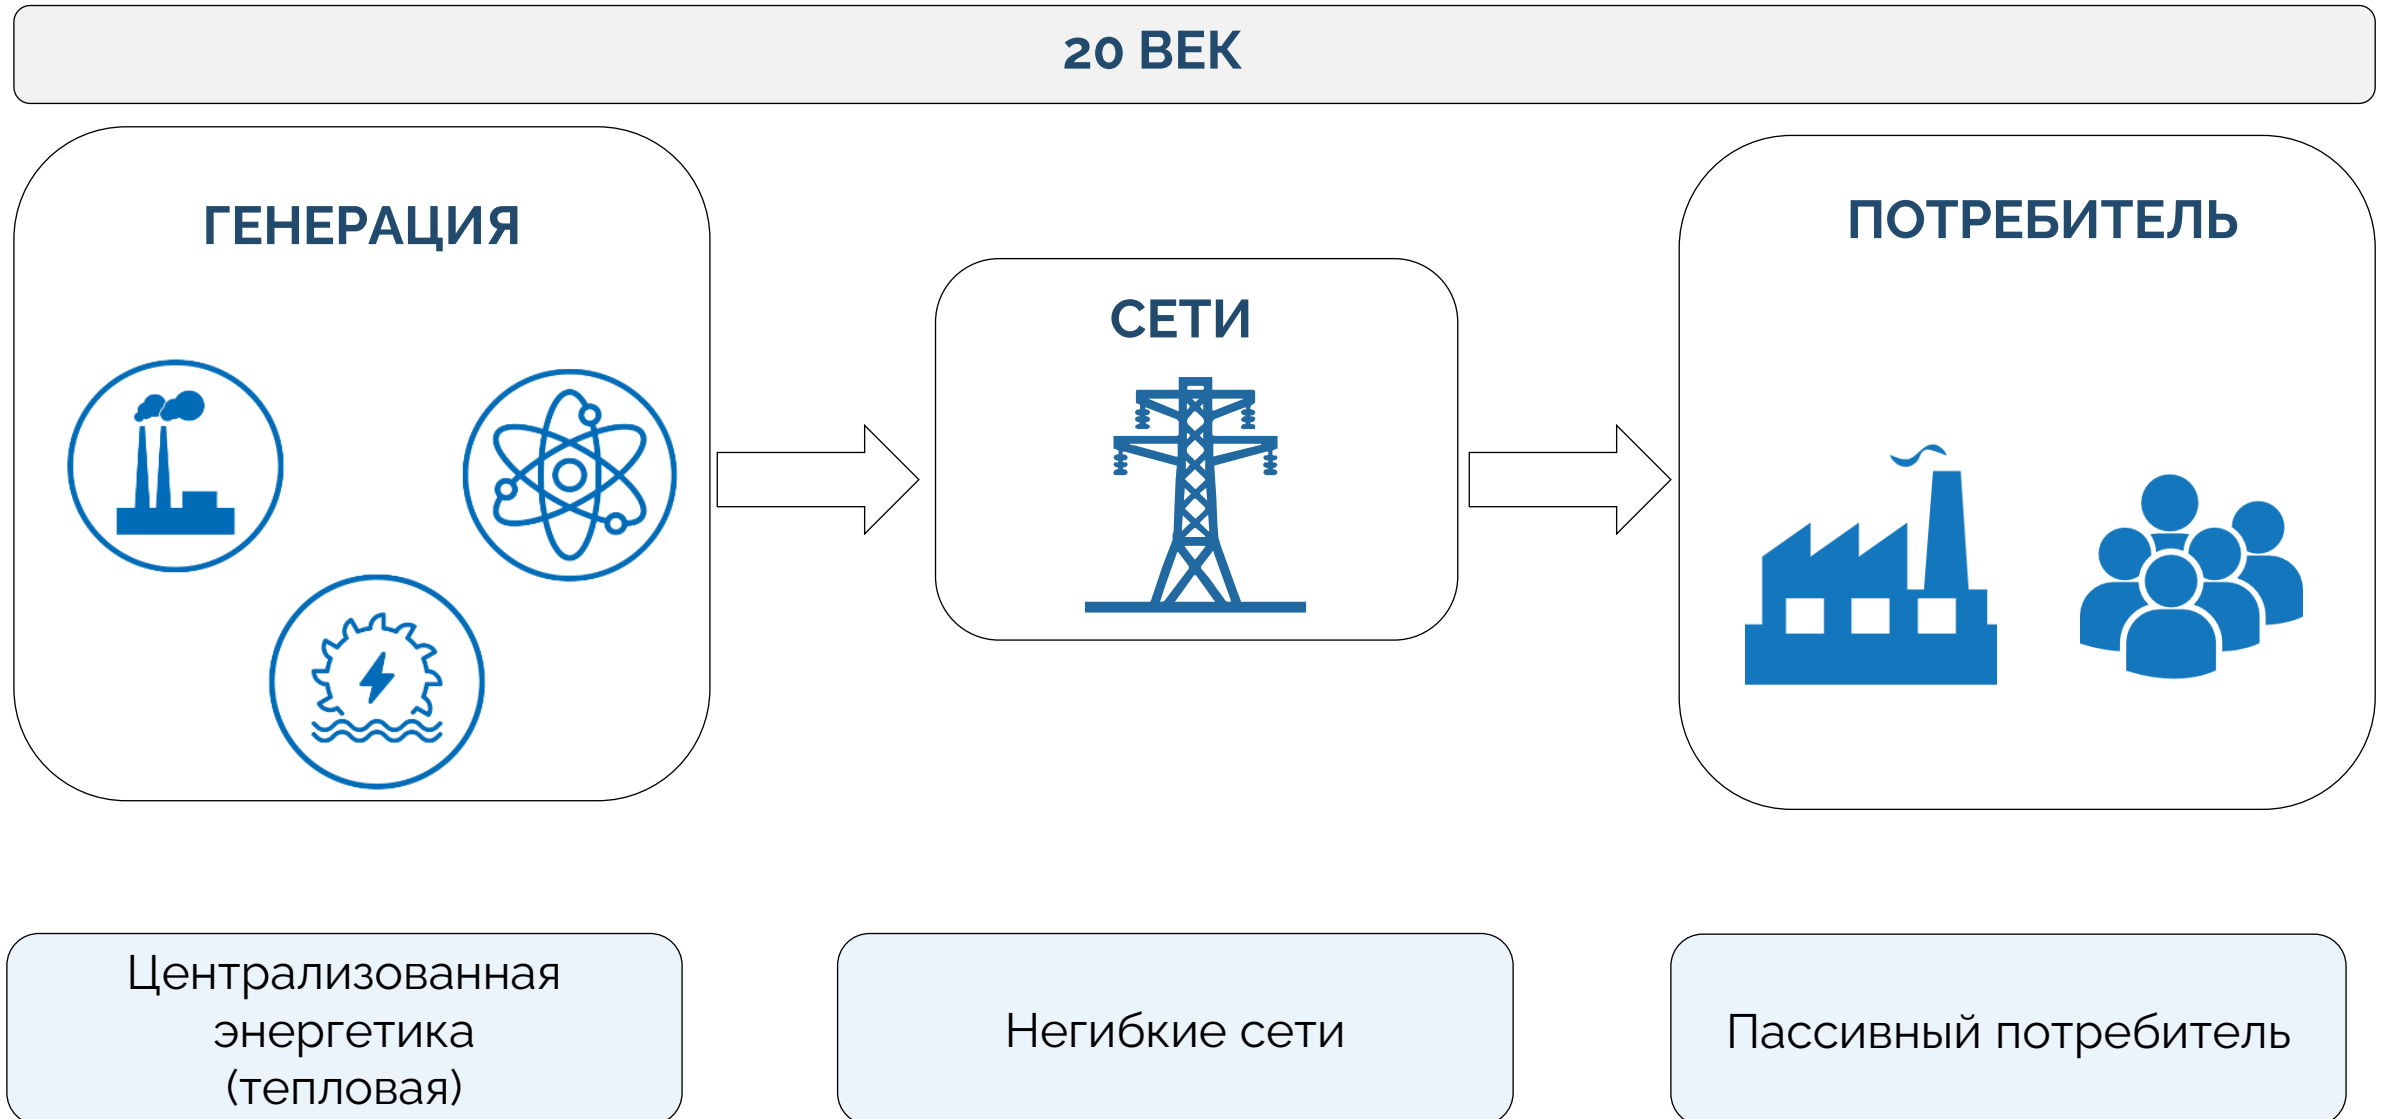 20 ВЕК
ГЕНЕРАЦИЯ
СЕТИ
ПОТРЕБИТЕЛЬ
Централизованная
энергетика
(тепловая)
Негибкие сети
Пассивный потребитель